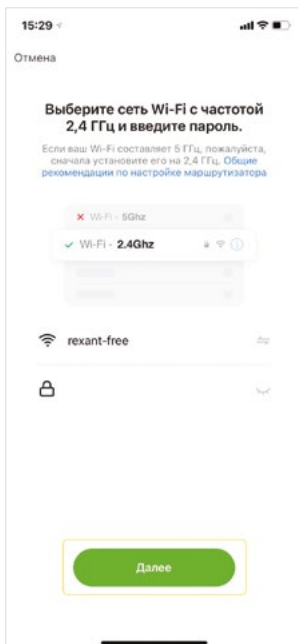 15:29
Отмена
Выберите сеть Wi-Fi с частотой
2,4 ГГц и введите пароль.
Если ваш Wi-Fi составляет 5 ГГц, пожалуйста,
сначала установите его на 2,4 ГГц. Общие
рекомендации по настройке маршрутизатора
Wi-Fi - 5Ghz
Wi-Fi - 2.4Ghz
rexant-free
Далее